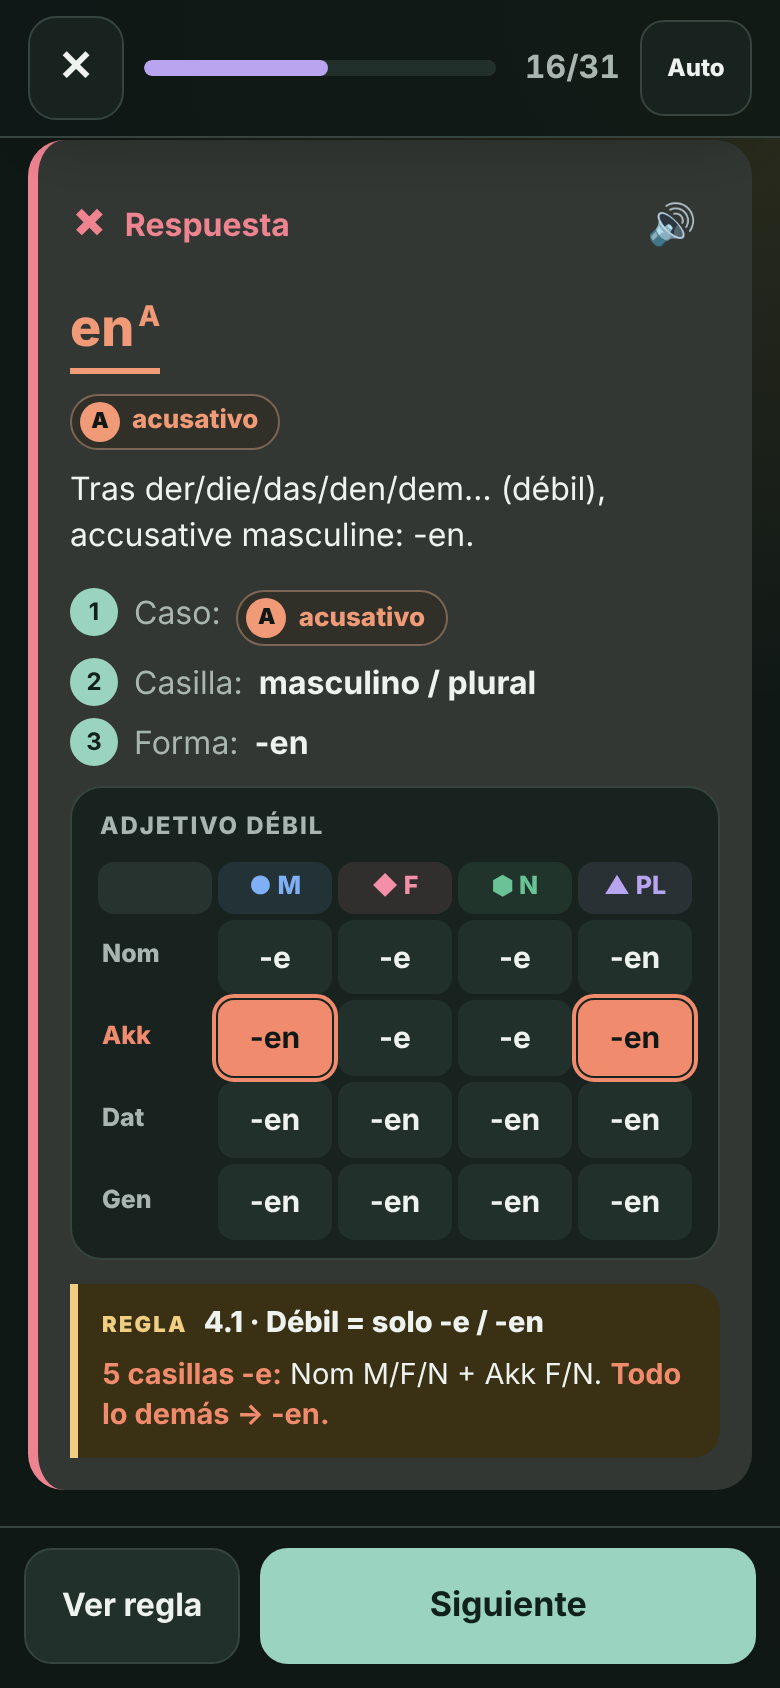 ✕ 16/31 Auto
✖ Respuesta
en A
A acusativo
Tras der/die/das/den/dem... (débil),
accusative masculine: -en.
1 Caso: A acusativo
2 Casilla: masculino / plural
3 Forma: -en
ADJETIVO DÉBIL
M F N PL
Nom -e -e -e -en
Akk -en -e -e -en
Dat -en -en -en -en
Gen -en -en -en -en
REGLA 4.1 · Débil = solo -e / -en
5 casillas -e: Nom M/F/N + Akk F/N. Todo
lo demás → -en.
Ver regla Siguiente